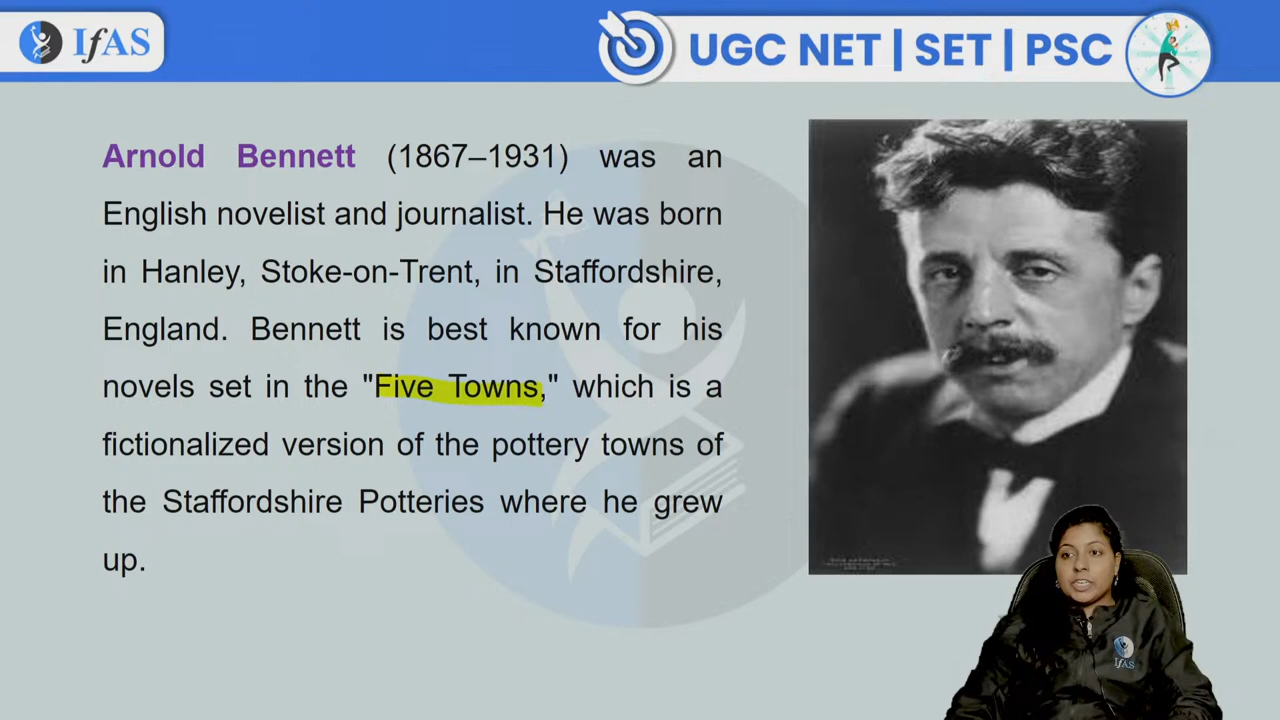 IfAS
UGC NET | SET | PSC
Arnold Bennett (1867–1931) was an
English novelist and journalist. He was born
in Hanley, Stoke-on-Trent, in Staffordshire,
England. Bennett is best known for his
novels set in the "Five Towns," which is a
fictionalized version of the pottery towns of
the Staffordshire Potteries where he grew
up.
IfAS